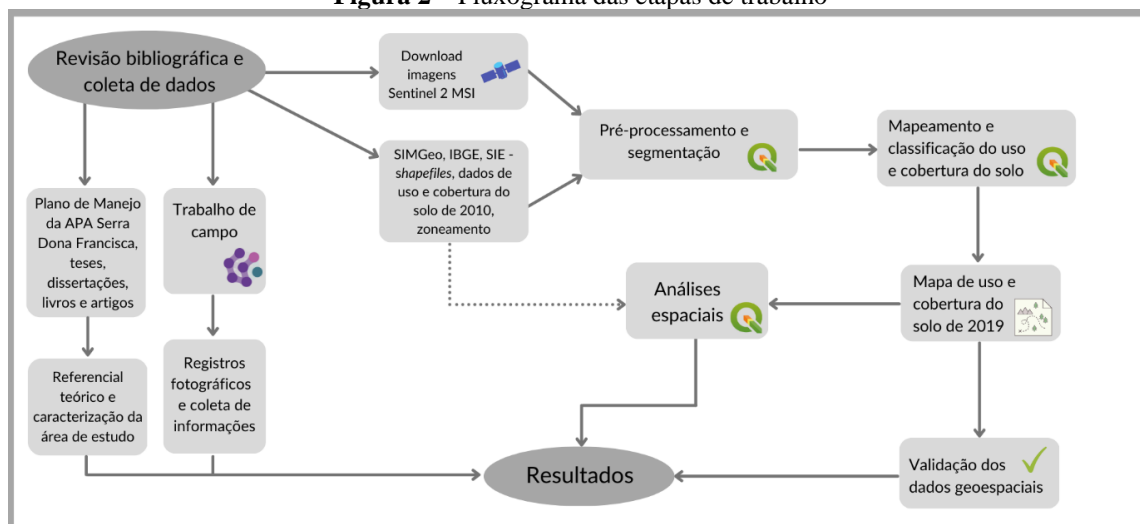 Figura 2 – Fluxograma das etapas de trabalho
Revisão bibliográfica e
coleta de dados
Download
imagens
Sentinel 2 MSI
SIMGeo, IBGE, SIE -
shapefiles, dados de
uso e cobertura do
solo de 2010,
zoneamento
Pré-processamento e
segmentação
Mapeamento e
classificação do uso
e cobertura do solo
Plano de Manejo
da APA Serra
Dona Francisca,
teses,
dissertações,
livros e artigos
Trabalho de
campo
Análises
espaciais
Mapa de uso e
cobertura do
solo de 2019
Referencial
teórico e
caracterização da
área de estudo
Registros
fotográficos
e coleta de
informações
Resultados
Validação dos
dados geoespaciais